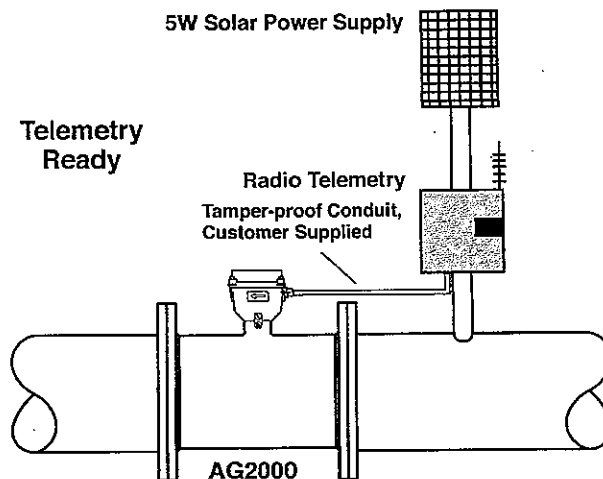 5W Solar Power Supply
Telemetry
Ready
Radio Telemetry
Tamper-proof Conduit,
Customer Supplied
AG2000